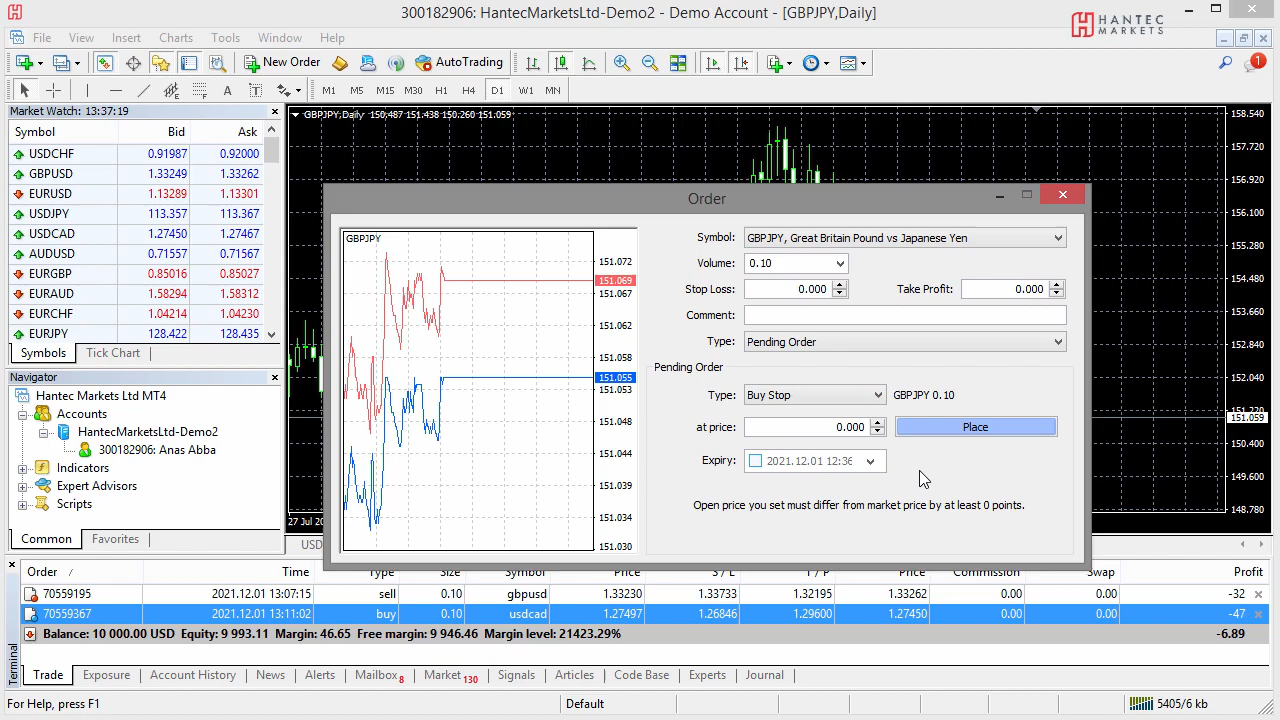 300182906: HantecMarketsLtd-Demo2 - Demo Account - [GBPJPY,Daily]
HANTEC MARKETS
File View Insert Charts Tools Window Help
New Order AutoTrading 1
A T M1 M5 M15 M30 H1 H4 D1 W1 MN
Market Watch: 13:37:19
Symbol Bid Ask
USDCHF 0.91987 0.92000
GBPUSD 1.33249 1.33262
EURUSD 1.13289 1.13301
USDJPY 113.357 113.367
USDCAD 1.27450 1.27465
AUDUSD 0.71537 0.71553
EURGBP 0.85016 0.85027
EURAUD 1.58294 1.58312
EURCHF 1.04214 1.04230
EURJPY 128.422 128.435
Symbols Tick Chart
Navigator
Hantec Markets Ltd MT4
Accounts
HantecMarketsLtd-Demo2
300182906: Anas Abba
Indicators
Expert Advisors
Scripts
Common Favorites
GBPJPY,Daily 150.487 151.438 150.260 151.059
158.540
157.720
156.920
156.100
155.280
154.480
153.660
152.840
152.040
151.220
151.059
150.400
149.600
148.780
27 Jul 20
USD
Order
GBPJPY
151.072
151.069
151.067
151.062
151.058
151.055
151.053
151.048
151.044
151.039
151.034
151.030
Symbol: GBPJPY, Great Britain Pound vs Japanese Yen
Volume: 0.10
Stop Loss: 0.000 Take Profit: 0.000
Comment:
Type: Pending Order
Pending Order
Type: Buy Stop GBPJPY 0.10
at price: 0.000 Place
Expiry: 2021.12.01 12:36
Open price you set must differ from market price by at least 0 points.
Terminal
Order / Time Type Size Symbol Price S / L T / P Price Commission Swap Profit
70559195 2021.12.01 13:07:15 sell 0.10 gbpusd 1.33230 1.33733 1.32195 1.33262 0.00 0.00 -32
70559367 2021.12.01 13:11:02 buy 0.10 usdcad 1.27497 1.26846 1.29600 1.27450 0.00 0.00 -47
Balance: 10 000.00 USD Equity: 9 993.11 Margin: 46.65 Free margin: 9 946.46 Margin level: 21423.29% -6.89
Trade Exposure Account History News Alerts Mailbox 8 Market 130 Signals Articles Code Base Experts Journal
For Help, press F1 Default 5405/6 kb